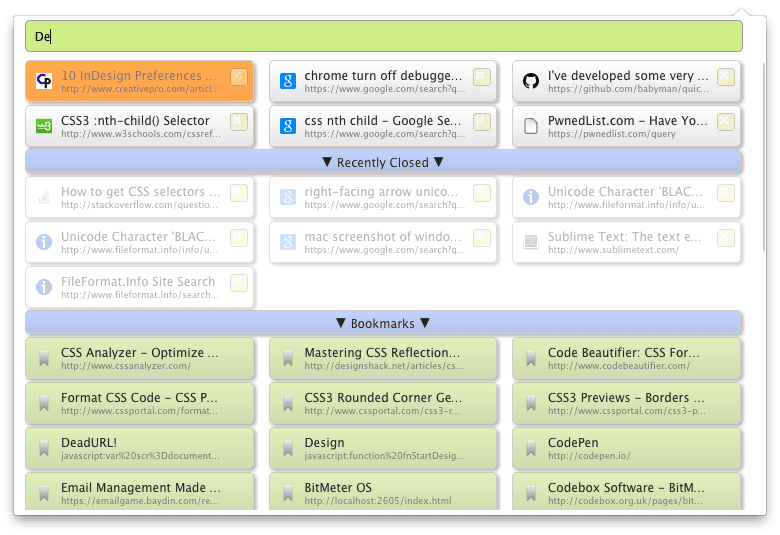 De
10 InDesign Preferences ...
http://www.creativepro.com/articl...
chrome turn off debugge...
https://www.google.com/search?q...
I've developed some very ...
https://github.com/babyman/quic...
CSS3 :nth-child() Selector
http://www.w3schools.com/cssref...
css nth child - Google Se...
https://www.google.com/search?q...
PwnedList.com - Have Yo...
https://pwnedlist.com/query
▼ Recently Closed ▼
How to get CSS selectors ...
http://stackoverflow.com/questio...
right-facing arrow unico...
https://www.google.com/search?q...
Unicode Character 'BLAC...
http://www.fileformat.info/info/u...
Unicode Character 'BLAC...
http://www.fileformat.info/info/u...
mac screenshot of windo...
https://www.google.com/search?q...
Sublime Text: The text e...
http://www.sublimetext.com/
FileFormat.Info Site Search
http://www.fileformat.info/search...
▼ Bookmarks ▼
CSS Analyzer - Optimize ...
http://www.cssanalyzer.com/
Mastering CSS Reflection...
http://designshack.net/articles/cs...
Code Beautifier: CSS For...
http://www.codebeautifier.com/
Format CSS Code - CSS P...
http://www.cssportal.com/format...
CSS3 Rounded Corner Ge...
http://www.cssportal.com/css3-r...
CSS3 Previews - Borders ...
http://www.cssportal.com/css3-p...
DeadURL!
javascript:var%20scr%3Ddocument...
Design
javascript:function%20fnStartDesig...
CodePen
http://codepen.io/
Email Management Made ...
https://emailgame.baydin.com/re...
BitMeter OS
http://localhost:2605/index.html
Codebox Software - BitM...
http://codebox.org.uk/pages/bit...